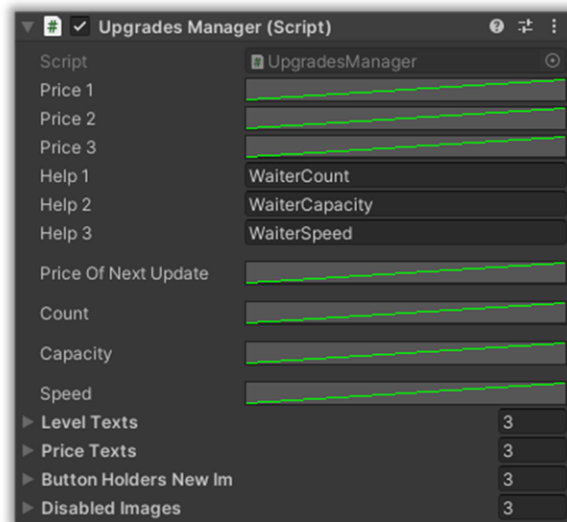 Upgrades Manager (Script)
Script UpgradesManager
Price 1
Price 2
Price 3
Help 1 WaiterCount
Help 2 WaiterCapacity
Help 3 WaiterSpeed
Price Of Next Update
Count
Capacity
Speed
Level Texts 3
Price Texts 3
Button Holders New Im 3
Disabled Images 3